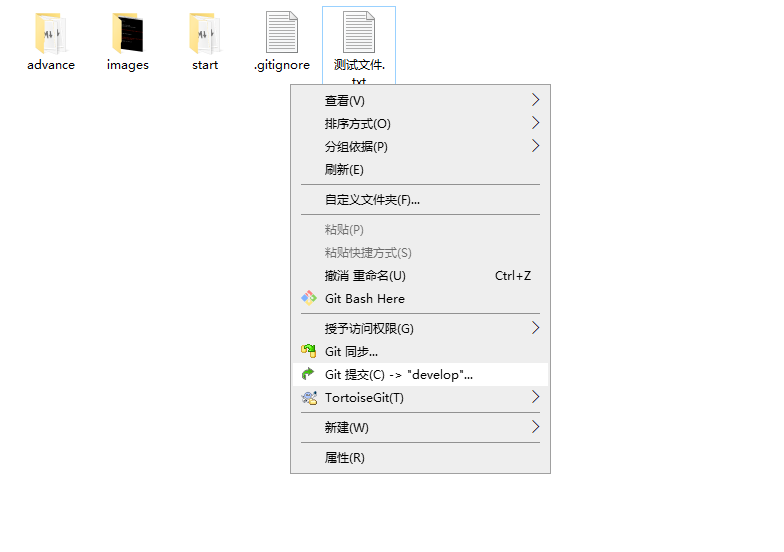 advance
images
start
.gitignore
测试文件.
txt
查看(V)
排序方式(O)
分组依据(P)
刷新(E)
自定义文件夹(F)...
粘贴(P)
粘贴快捷方式(S)
撤消 重命名(U) Ctrl+Z
Git Bash Here
授予访问权限(G)
Git 同步...
Git 提交(C) -> "develop"...
TortoiseGit(T)
新建(W)
属性(R)